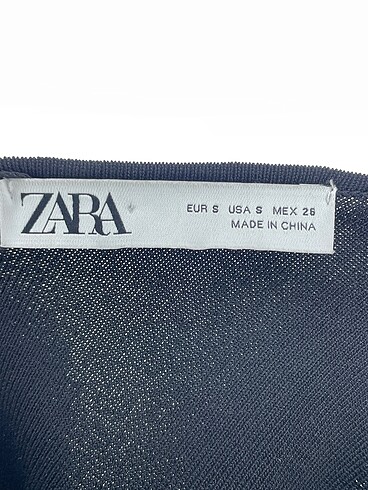 ZARA
EUR S USA S MEX 26
MADE IN CHINA